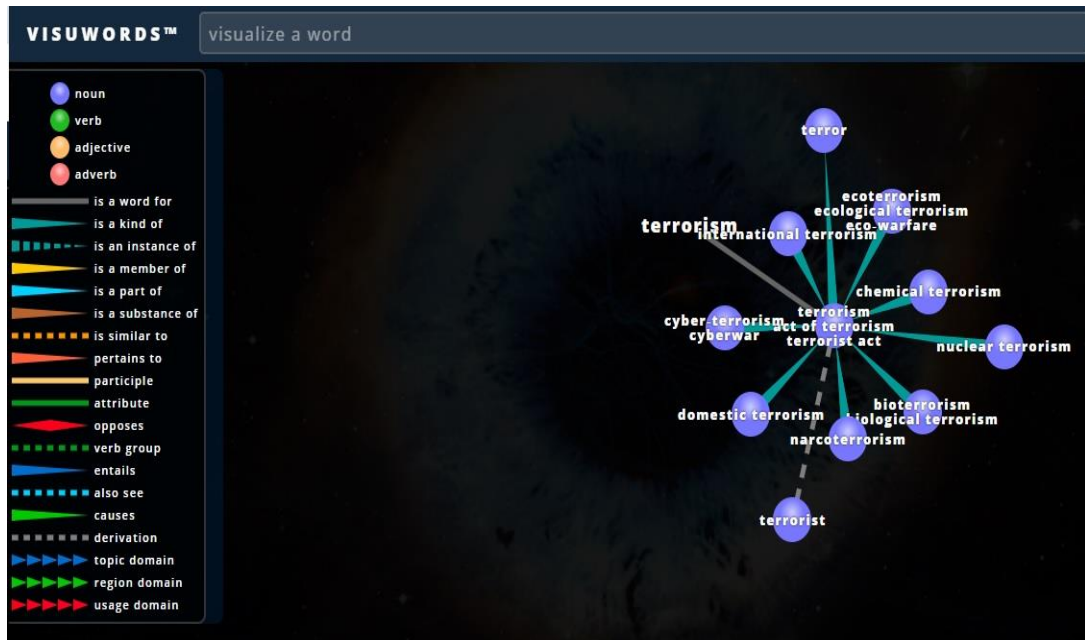 VISUWORDS™
visualize a word
noun
verb
adjective
adverb
is a word for
is a kind of
is an instance of
is a member of
is a part of
is a substance of
is similar to
pertains to
participle
attribute
opposes
verb group
entails
also see
causes
derivation
topic domain
region domain
usage domain
terror
ecoterrorism
ecological terrorism
eco-warfare
terrorism
international terrorism
chemical terrorism
terrorism
act of terrorism
terrorist act
cyber-terrorism
cyberwar
nuclear terrorism
domestic terrorism
bioterrorism
biological terrorism
narcoterrorism
terrorist